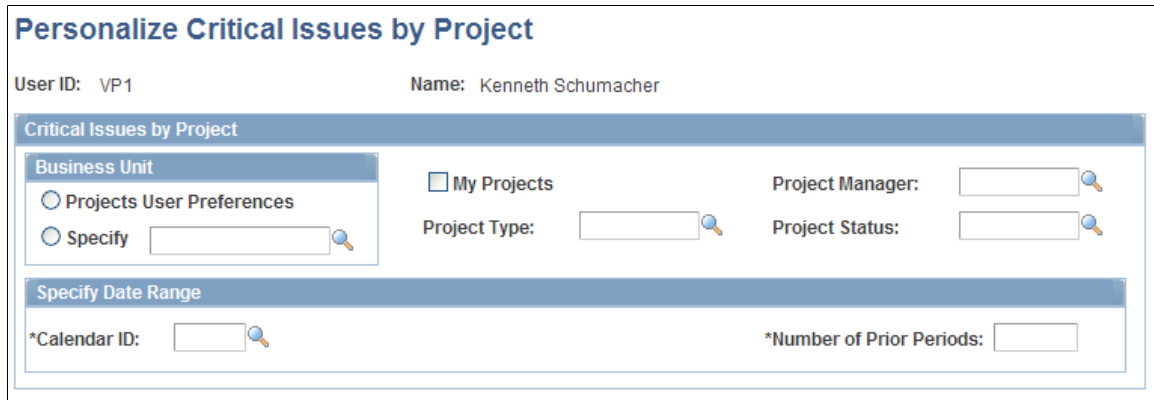 Personalize Critical Issues by Project
User ID: VP1 Name: Kenneth Schumacher
Critical Issues by Project
Business Unit
Projects User Preferences
Specify
My Projects Project Manager:
Project Type: Project Status:
Specify Date Range
*Calendar ID: *Number of Prior Periods: